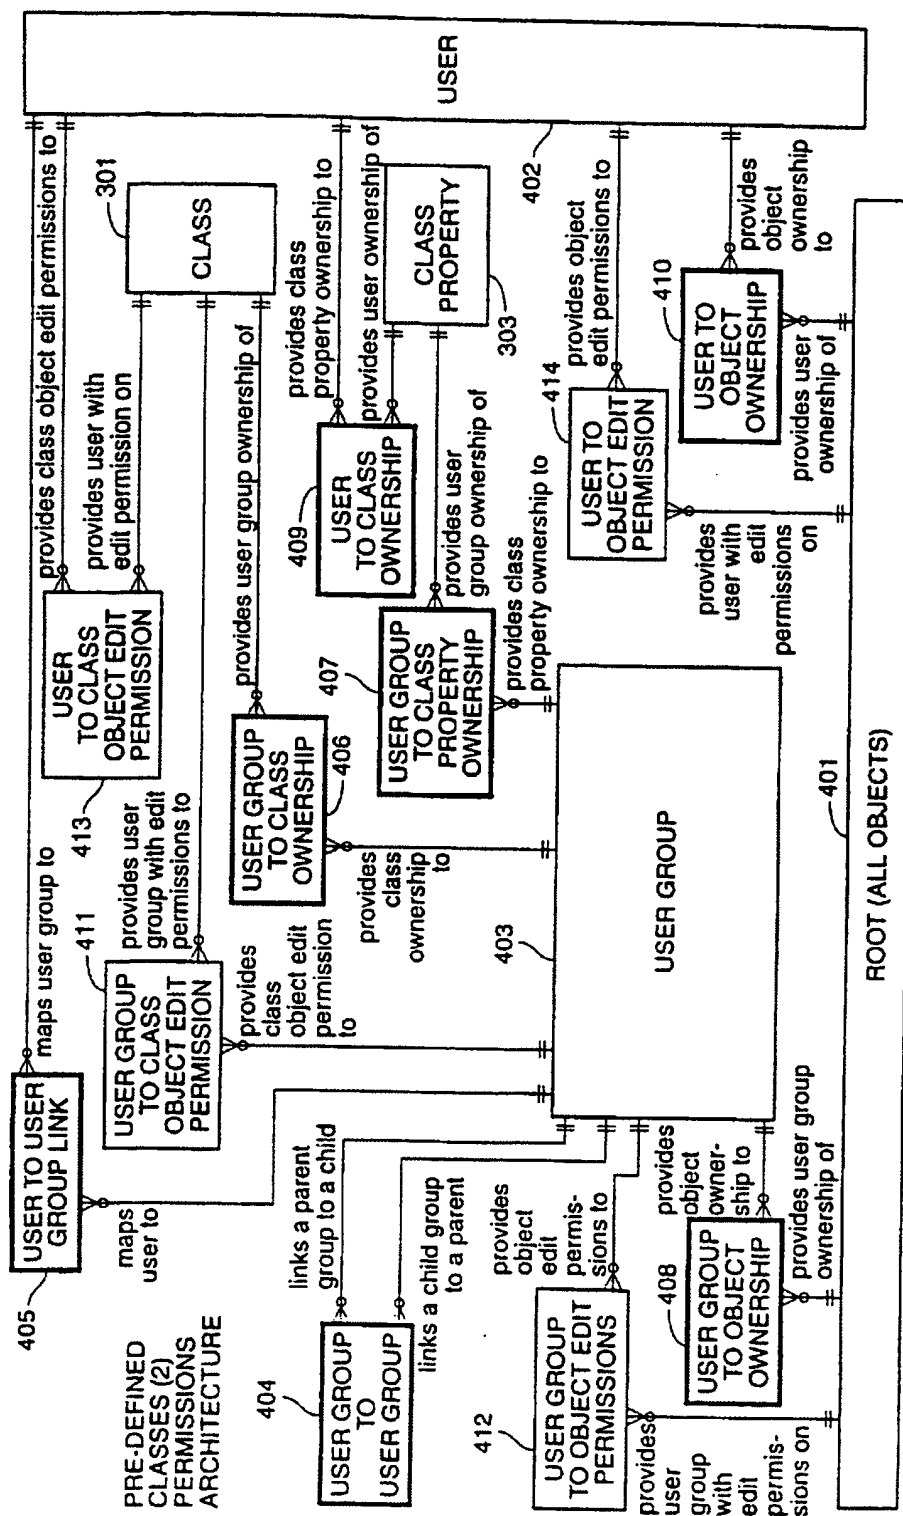 PRE-DEFINED
CLASSES (2)
PERMISSIONS
ARCHITECTURE
405
USER TO USER
GROUP LINK
maps user group to
maps
user to
provides class object edit permissions to
USER
402
413
USER
TO CLASS
OBJECT EDIT
PERMISSION
provides user with
edit permission on
301
CLASS
411
USER GROUP
TO CLASS
OBJECT EDIT
PERMISSION
provides user
group with edit
permissions to
provides
class
object edit
permission
to
USER GROUP
TO CLASS
OWNERSHIP
406
provides user group ownership of
provides
class
ownership
to
404
USER GROUP
TO
USER GROUP
links a parent
group to a child
links a child group
to a parent
407
USER GROUP
TO CLASS
PROPERTY
OWNERSHIP
provides user
group ownership of
provides class
property ownership to
409
USER
TO CLASS
OWNERSHIP
provides class
property ownership to
provides user ownership of
CLASS
PROPERTY
303
403
USER GROUP
412
USER GROUP
TO OBJECT EDIT
PERMISSIONS
provides
object
edit
permis-
sions to
provides
user
group with
edit
permis-
sions on
408
USER GROUP
TO OBJECT
OWNERSHIP
provides
object
owner-
ship to
provides user group
ownership of
414
USER TO
OBJECT EDIT
PERMISSION
provides object
edit permissions to
provides
user with
edit
permissions
on
410
USER TO
OBJECT
OWNERSHIP
provides
object
ownership
to
provides user
ownership of
401
ROOT (ALL OBJECTS)